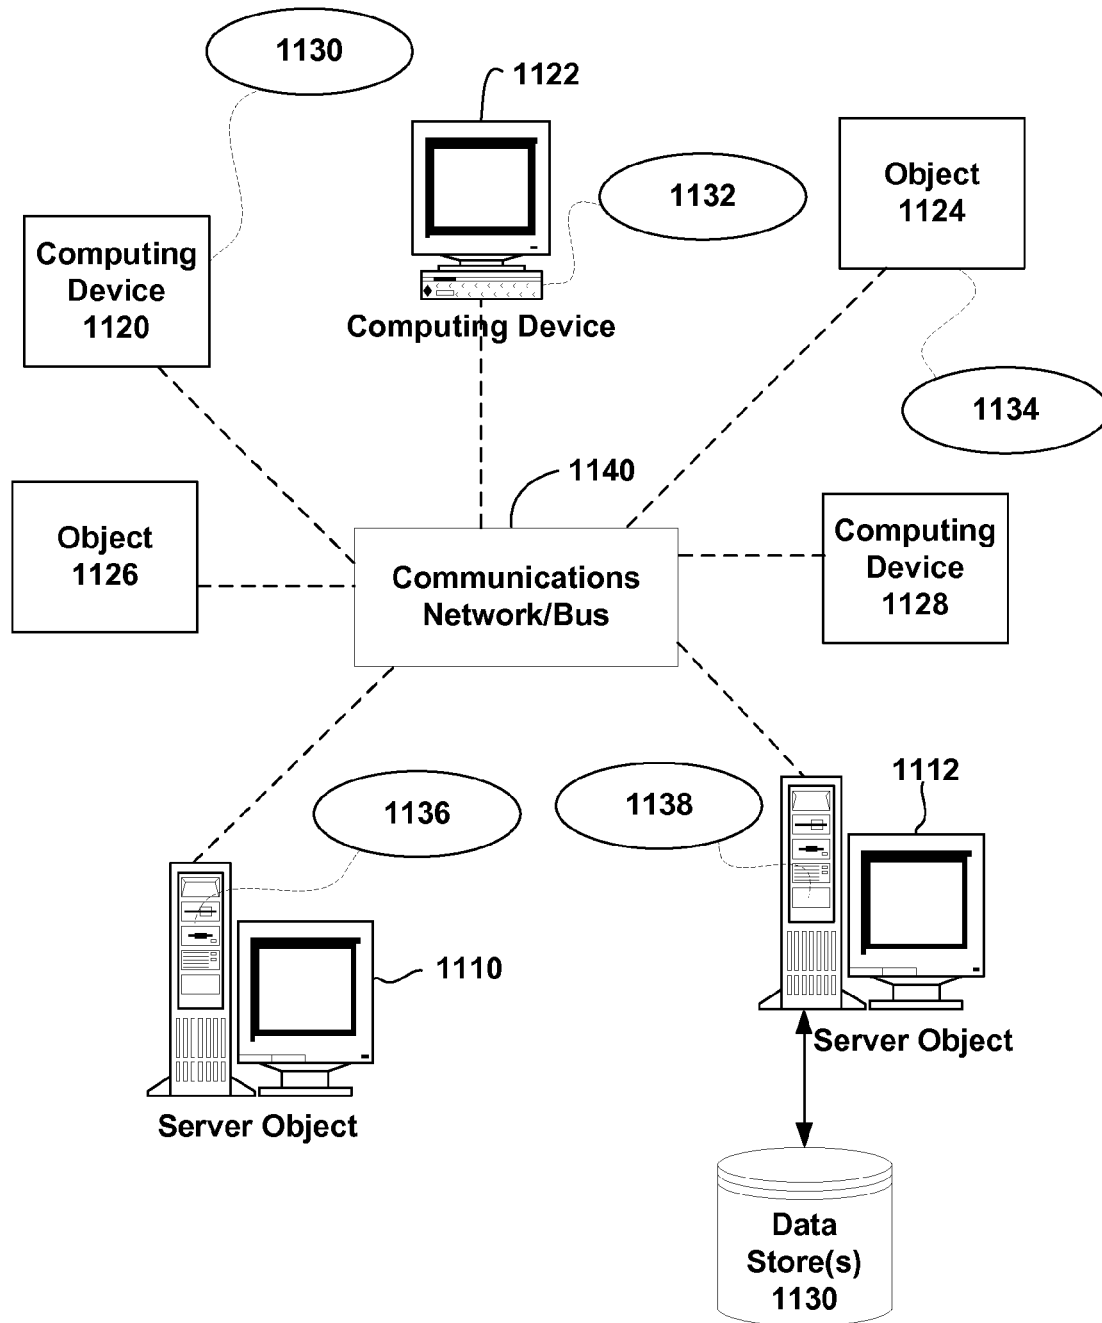 1130
1122
1132
Object
1124
Computing
Device
1120
Computing Device
1134
1140
Object
1126
Communications
Network/Bus
Computing
Device
1128
1136
1138
1112
1110
Server Object
Server Object
Data
Store(s)
1130